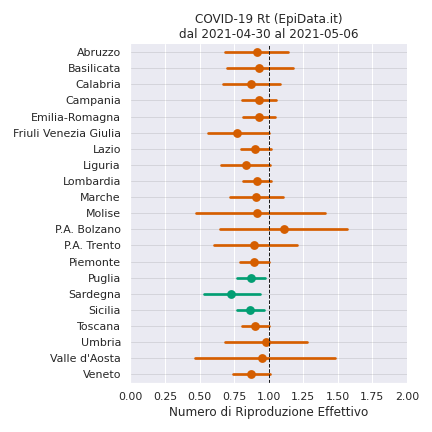 COVID-19 Rt (EpiData.it)
dal 2021-04-30 al 2021-05-06
Abruzzo
Basilicata
Calabria
Campania
Emilia-Romagna
Friuli Venezia Giulia
Lazio
Liguria
Lombardia
Marche
Molise
P.A. Bolzano
P.A. Trento
Piemonte
Puglia
Sardegna
Sicilia
Toscana
Umbria
Valle d'Aosta
Veneto
0.00 0.25 0.50 0.75 1.00 1.25 1.50 1.75 2.00
Numero di Riproduzione Effettivo